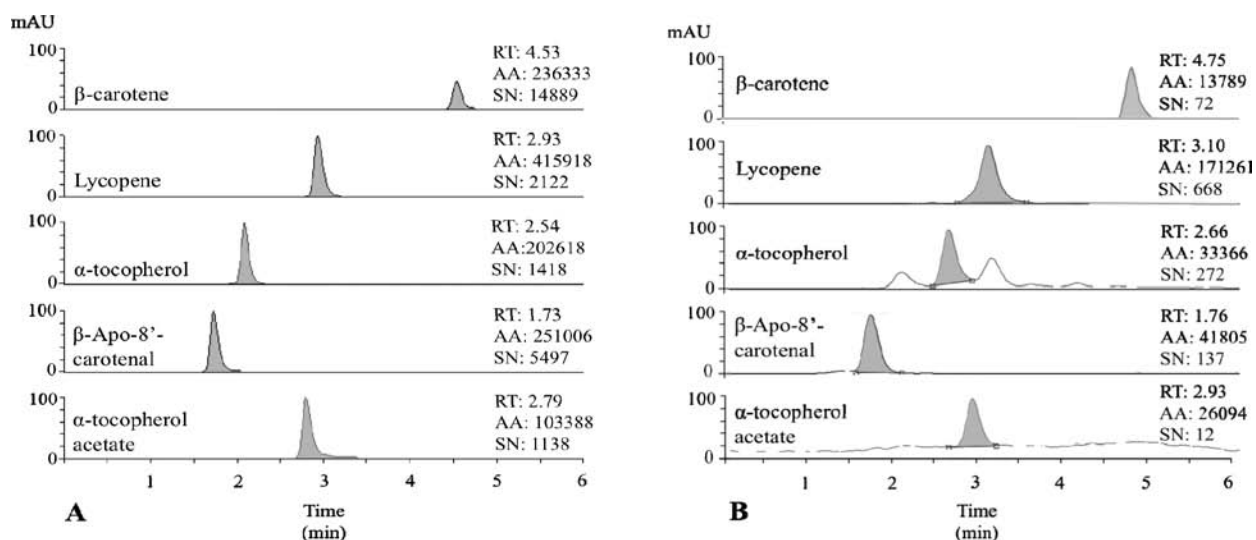 mAU
100
0
β-carotene
RT: 4.53
AA: 236333
SN: 14889
100
0
Lycopene
RT: 2.93
AA: 415918
SN: 2122
100
0
α-tocopherol
RT: 2.54
AA:202618
SN: 1418
100
0
β-Apo-8’-
carotenal
RT: 1.73
AA: 251006
SN: 5497
100
0
α-tocopherol
acetate
RT: 2.79
AA: 103388
SN: 1138
1 2 3 4 5 6
Time
(min)
A
mAU
100
0
β-carotene
RT: 4.75
AA: 13789
SN: 72
100
0
Lycopene
RT: 3.10
AA: 171261
SN: 668
100
0
α-tocopherol
RT: 2.66
AA: 33366
SN: 272
100
0
β-Apo-8’-
carotenal
RT: 1.76
AA: 41805
SN: 137
100
0
α-tocopherol
acetate
RT: 2.93
AA: 26094
SN: 12
1 2 3 4 5 6
Time
(min)
B